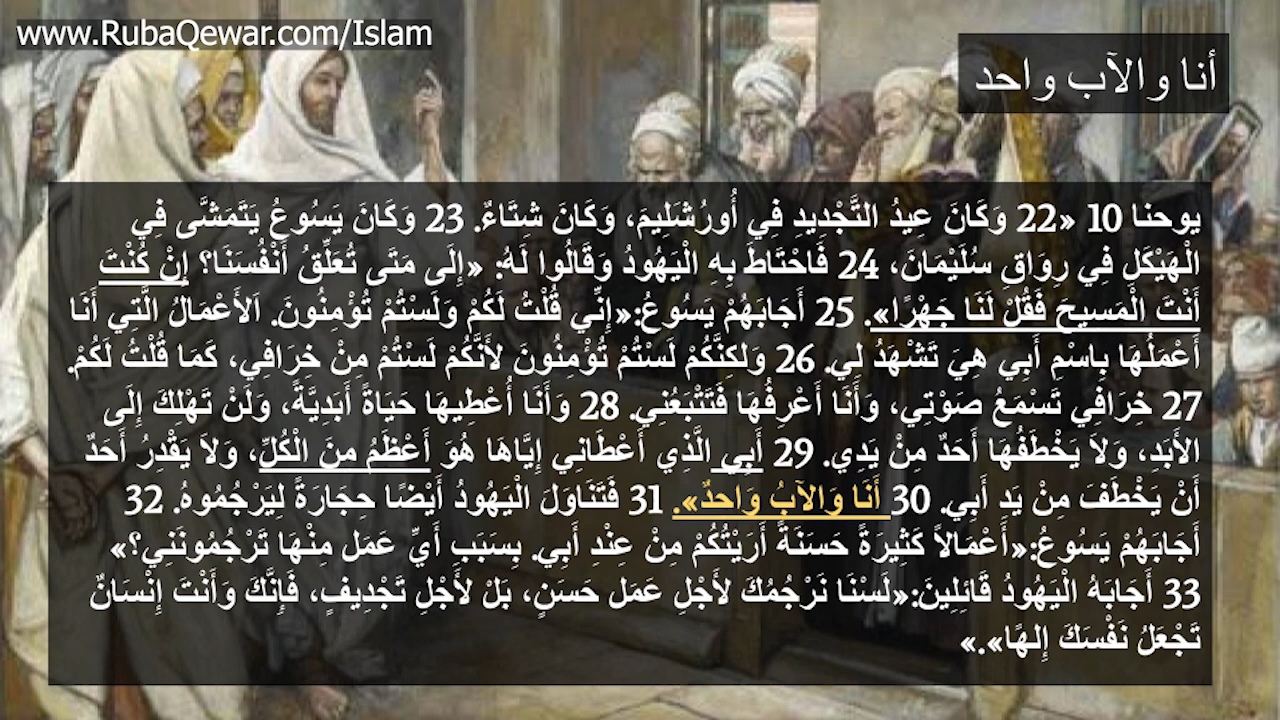 www.RubaQewar.com/Islam
أنا والآب واحد
يوحنا 10 «22 وَكَانَ عِيدُ التَّجْدِيدِ فِي أُورُشَلِيمَ، وَكَانَ شِتَاءٌ. 23 وَكَانَ يَسُوعُ يَتَمَشَّى فِي
الْهَيْكَلِ فِي رِوَاقِ سُلَيْمَانَ، 24 فَاحْتَاطَ بِهِ الْيَهُودُ وَقَالُوا لَهُ: «إِلَى مَتَى تُعَلِّقُ أَنْفُسَنَا؟ إِنْ كُنْتَ
أَنْتَ الْمَسِيحَ فَقُلْ لَنَا جَهْرًا». 25 أَجَابَهُمْ يَسُوعُ:«إِنِّي قُلْتُ لَكُمْ وَلَسْتُمْ تُؤْمِنُونَ. اَلأَعْمَالُ الَّتِي أَنَا
أَعْمَلُهَا بِاسْمِ أَبِي هِيَ تَشْهَدُ لِي. 26 وَلكِنَّكُمْ لَسْتُمْ تُؤْمِنُونَ لأَنَّكُمْ لَسْتُمْ مِنْ خِرَافِي، كَمَا قُلْتُ لَكُمْ.
27 خِرَافِي تَسْمَعُ صَوْتِي، وَأَنَا أَعْرِفُهَا فَتَتْبَعُنِي. 28 وَأَنَا أُعْطِيهَا حَيَاةً أَبَدِيَّةً، وَلَنْ تَهْلِكَ إِلَى
الأَبَدِ، وَلاَ يَخْطَفُهَا أَحَدٌ مِنْ يَدِي. 29 أَبِي الَّذِي أَعْطَانِي إِيَّاهَا هُوَ أَعْظَمُ مِنَ الْكُلِّ، وَلاَ يَقْدِرُ أَحَدٌ
أَنْ يَخْطَفَ مِنْ يَدِ أَبِي. 30 أَنَا وَالآبُ وَاحِدٌ». 31 فَتَنَاوَلَ الْيَهُودُ أَيْضًا حِجَارَةً لِيَرْجُمُوهُ. 32
أَجَابَهُمْ يَسُوعُ:«أَعْمَالاً كَثِيرَةً حَسَنَةً أَرَيْتُكُمْ مِنْ عِنْدِ أَبِي. بِسَبَبِ أَيِّ عَمَل مِنْهَا تَرْجُمُونَنِي؟»
33 أَجَابَهُ الْيَهُودُ قَائِلِينَ:«لَسْنَا نَرْجُمُكَ لأَجْلِ عَمَل حَسَنٍ، بَلْ لأَجْلِ تَجْدِيفٍ، فَإِنَّكَ وَأَنْتَ إِنْسَانٌ
تَجْعَلُ نَفْسَكَ إِلهًا».»